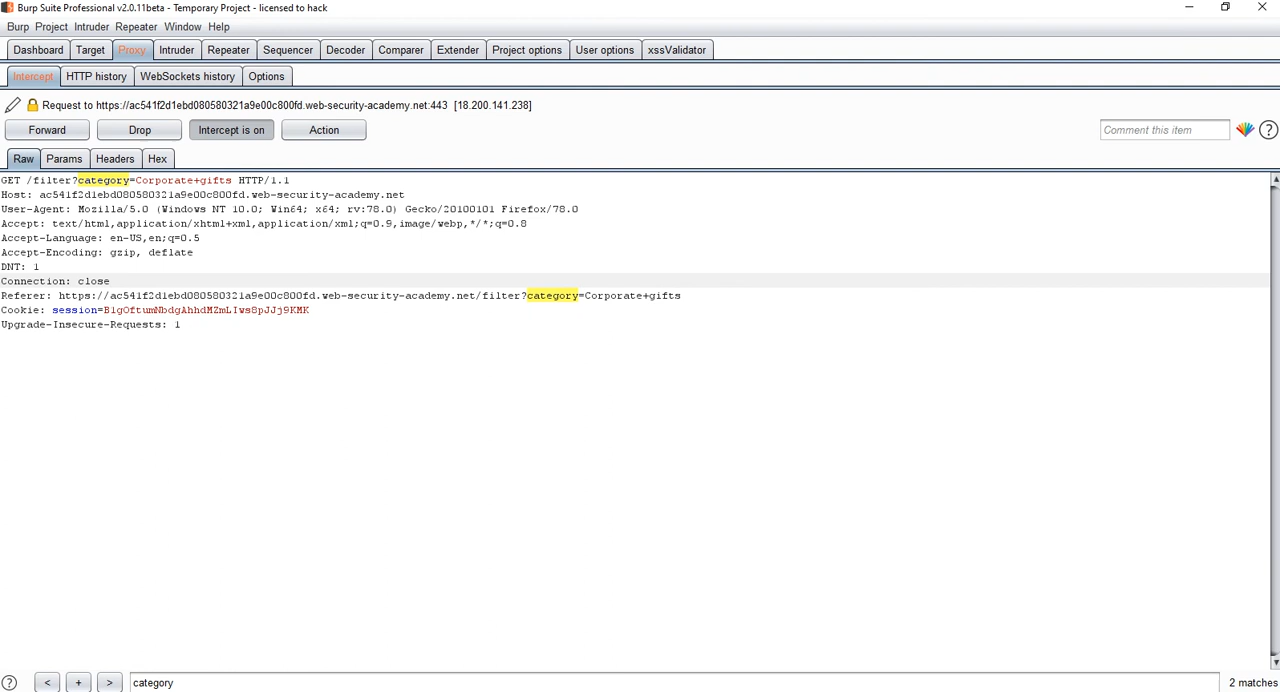 Burp Suite Professional v2.0.11beta - Temporary Project - licensed to hack
Burp Project Intruder Repeater Window Help
Dashboard Target Proxy Intruder Repeater Sequencer Decoder Comparer Extender Project options User options xssValidator
Intercept HTTP history WebSockets history Options
Request to https://ac541f2d1ebd080580321a9e00c800fd.web-security-academy.net:443 [18.200.141.238]
Forward Drop Intercept is on Action Comment this item ?
Raw Params Headers Hex
GET /filter?category=Corporate+gifts HTTP/1.1
Host: ac541f2d1ebd080580321a9e00c800fd.web-security-academy.net
User-Agent: Mozilla/5.0 (Windows NT 10.0; Win64; x64; rv:78.0) Gecko/20100101 Firefox/78.0
Accept: text/html,application/xhtml+xml,application/xml;q=0.9,image/webp,*/*;q=0.8
Accept-Language: en-US,en;q=0.5
Accept-Encoding: gzip, deflate
DNT: 1
Connection: close
Referer: https://ac541f2d1ebd080580321a9e00c800fd.web-security-academy.net/filter?category=Corporate+gifts
Cookie: session=BlgOftumNbdgAhhdMZmLIws8pJJj9KMK
Upgrade-Insecure-Requests: 1
? < + > category 2 matches